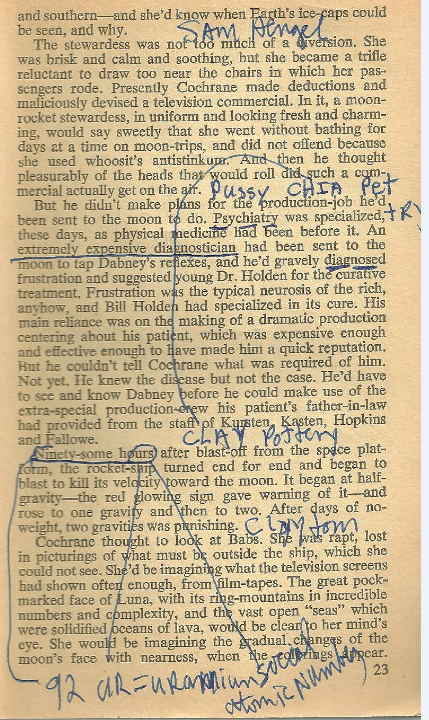 and southern—and she'd know when Earth's ice-caps could
be seen, and why.
SAM
The stewardess was not too much of a diversion. She
was brisk and calm and soothing, but she became a trifle
reluctant to draw too near the chairs in which her pas-
sengers rode. Presently Cochrane made deductions and
maliciously devised a television commercial. In it, a moon-
rocket stewardess, in uniform and looking fresh and charm-
ing, would say sweetly that she went without bathing for
days at a time on moon-trips, and did not offend because
she used whoosit's antistinkum. And then he thought
pleasurably of the heads that would roll did such a com-
mercial actually get on the air.
Pussy CHIA Pet
But he didn't make plans for the production-job he'd
been sent to the moon to do. Psychiatry was specialized,
TRY
these days, as physical medicine had been before it. An
extremely expensive diagnostician had been sent to the
moon to tap Dabney's reflexes, and he'd gravely diagnosed
frustration and suggested young Dr. Holden for the curative
treatment. Frustration was the typical neurosis of the rich,
anyhow, and Bill Holden had specialized in its cure. His
main reliance was on the making of a dramatic production
centering about his patient, which was expensive enough
and effective enough to have made him a quick reputation.
But he couldn't tell Cochrane what was required of him.
Not yet. He knew the disease but not the case. He'd have
to see and know Dabney before he could make use of the
extra-special production-crew his patient's father-in-law
had provided from the staff of Kursten, Kasten, Hopkins
and Fallowe.
CLAY Pottery
Ninety-some hours after blast-off from the space plat-
form, the rocket-ship turned end for end and began to
blast to kill its velocity toward the moon. It began at half-
gravity—the red glowing sign gave warning of it—and
rose to one gravity and then to two. After days of no-
weight, two gravities was punishing.
Claytom
Cochrane thought to look at Babs. She was rapt, lost
in picturings of what must be outside the ship, which she
could not see. She'd be imagining what the television screens
had shown often enough, from film-tapes. The great pock-
marked face of Luna, with its ring-mountains in incredible
numbers and complexity, and the vast open "seas" which
were solidified oceans of lava, would be clear to her mind's
eye. She would be imagining the gradual changes of the
moon's face with nearness, when the colorings appear.
23
92 UR=URANium
atomic Number